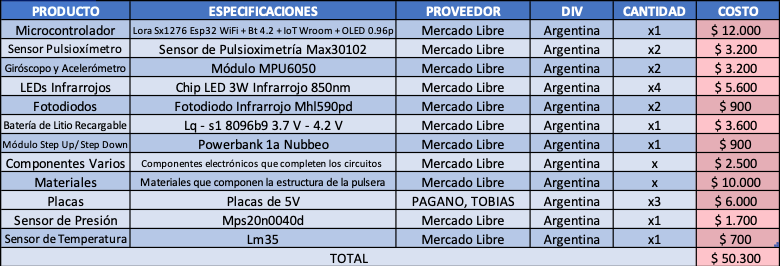 PRODUCTO ESPECIFICACIONES PROVEEDOR DIV CANTIDAD COSTO
Microcontrolador Lora Sx1276 Esp32 WiFi + Bt 4.2 + IoT Wroom + OLED 0.96p Mercado Libre Argentina x1 $ 12.000
Sensor Pulsioxímetro Sensor de Pulsioximetría Max30102 Mercado Libre Argentina x2 $ 3.200
Giróscopo y Acelerómetro Módulo MPU6050 Mercado Libre Argentina x2 $ 3.200
LEDs Infrarrojos Chip LED 3W Infrarrojo 850nm Mercado Libre Argentina x4 $ 5.600
Fotodiodos Fotodiodo Infrarrojo Mhl590pd Mercado Libre Argentina x2 $ 900
Batería de Litio Recargable Lq - s1 8096b9 3.7 V - 4.2 V Mercado Libre Argentina x1 $ 3.600
Módulo Step Up/ Step Down Powerbank 1a Nubbeo Mercado Libre Argentina x1 $ 900
Componentes Varios Componentes electrónicos que completen los circuitos Mercado Libre Argentina x $ 2.500
Materiales Materiales que componen la estructura de la pulsera Mercado Libre Argentina x $ 10.000
Placas Placas de 5V PAGANO, TOBIAS Argentina x3 $ 6.000
Sensor de Presión Mps20n0040d Mercado Libre Argentina x1 $ 1.700
Sensor de Temperatura Lm35 Mercado Libre Argentina x1 $ 700
TOTAL $ 50.300